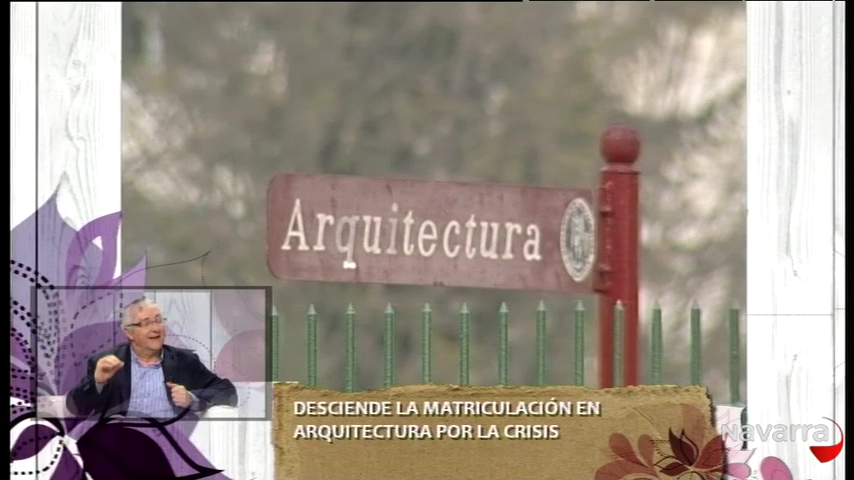 Arquitectura
DESCIENDE LA MATRICULACIÓN EN
ARQUITECTURA POR LA CRISIS
Navarra